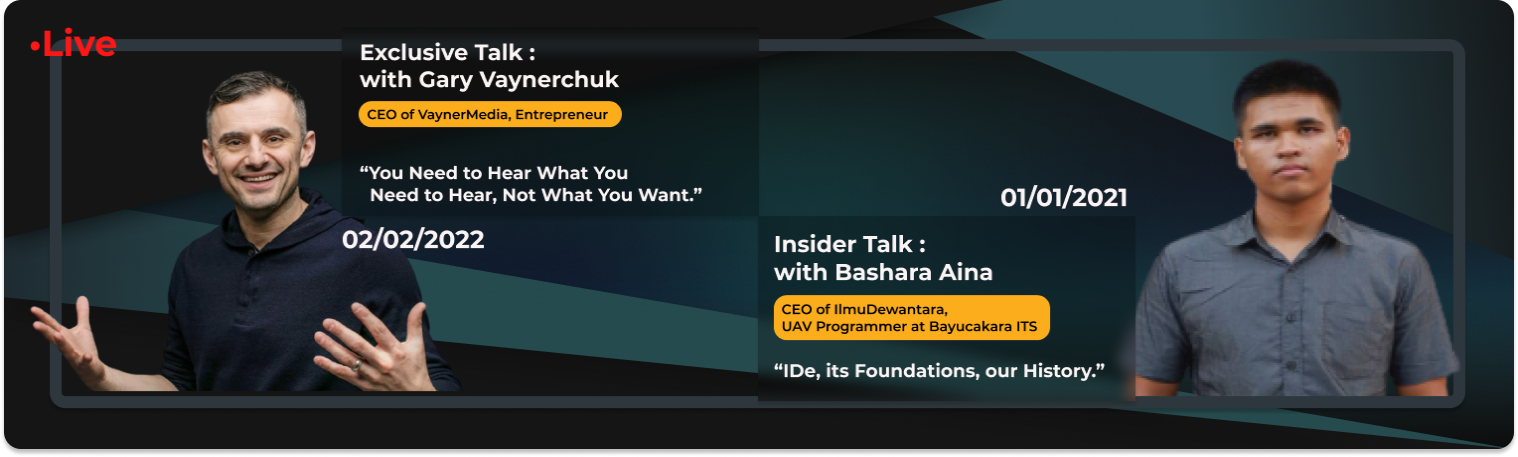 •Live
Exclusive Talk :
with Gary Vaynerchuk
CEO of VaynerMedia, Entrepreneur
“You Need to Hear What You
Need to Hear, Not What You Want.”
02/02/2022
01/01/2021
Insider Talk :
with Bashara Aina
CEO of IlmuDewantara,
UAV Programmer at Bayucakara ITS
“IDe, its Foundations, our History.”